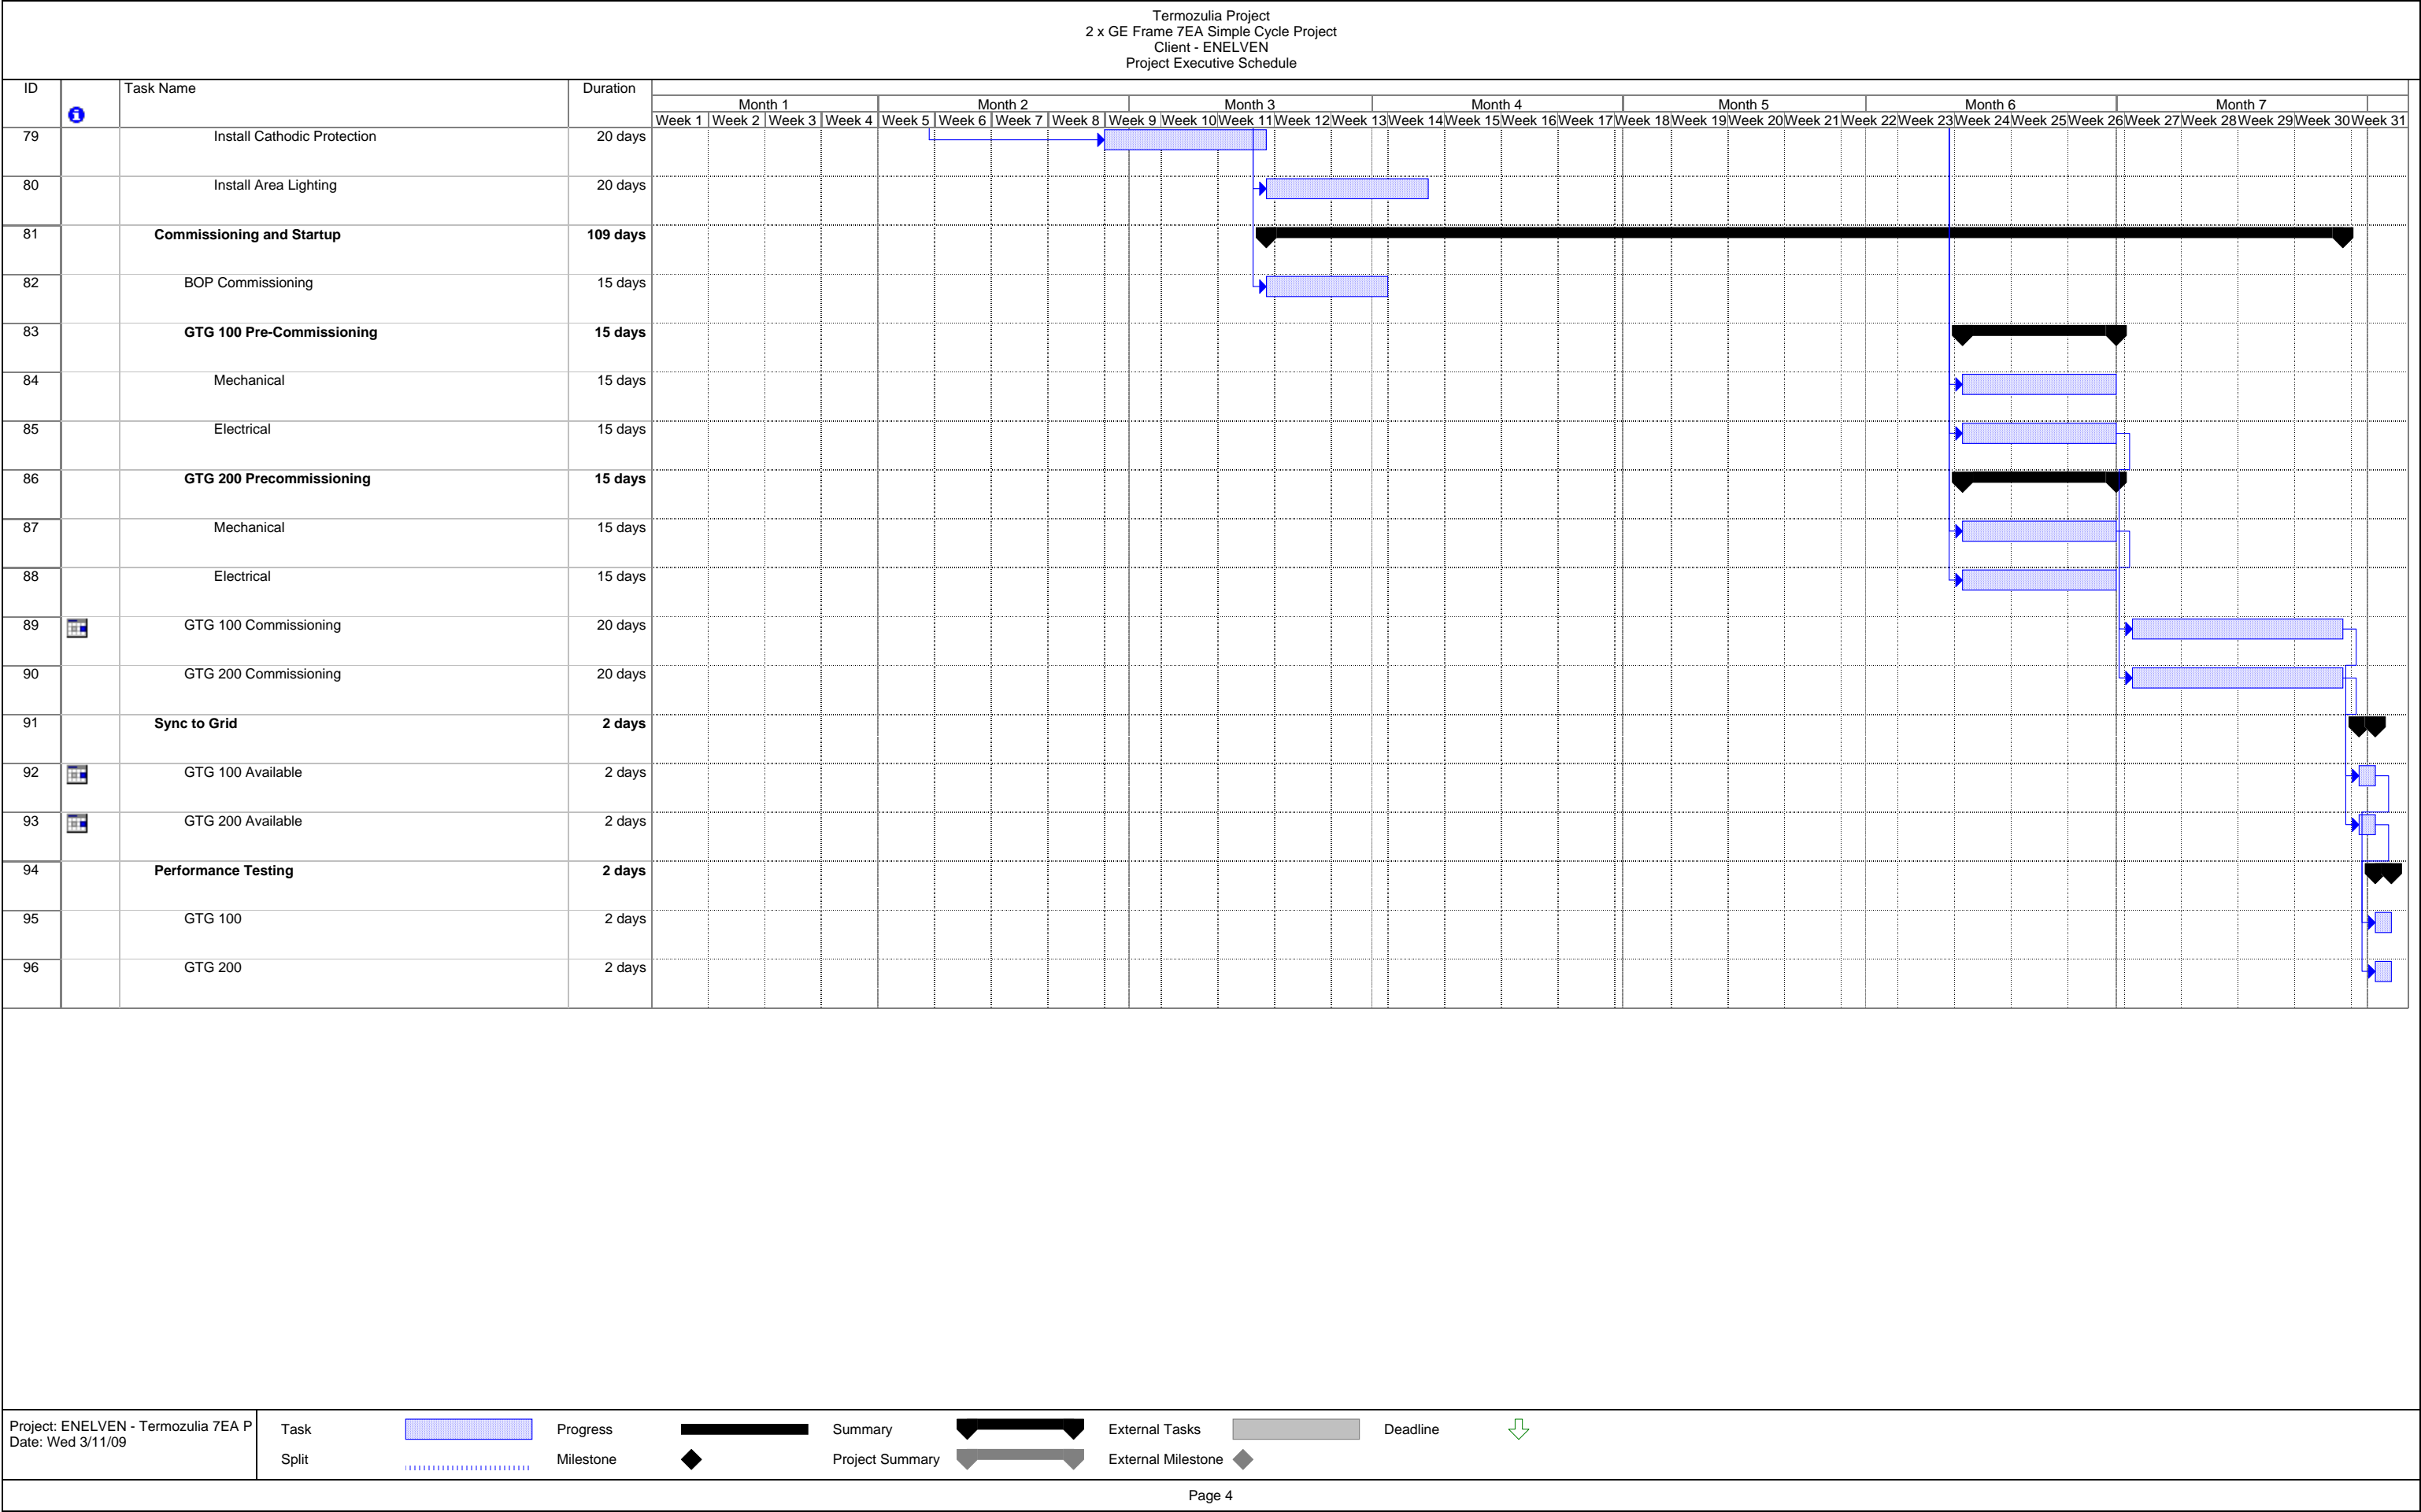 Termozulia Project
2 x GE Frame 7EA Simple Cycle Project
Client - ENELVEN
Project Executive Schedule
ID Task Name Duration
Month 1 Month 2 Month 3 Month 4 Month 5 Month 6 Month 7
Week 1 Week 2 Week 3 Week 4 Week 5 Week 6 Week 7 Week 8 Week 9 Week 10 Week 11 Week 12 Week 13 Week 14 Week 15 Week 16 Week 17 Week 18 Week 19 Week 20 Week 21 Week 22 Week 23 Week 24 Week 25 Week 26 Week 27 Week 28 Week 29 Week 30 Week 31
79 Install Cathodic Protection 20 days
80 Install Area Lighting 20 days
81 Commissioning and Startup 109 days
82 BOP Commissioning 15 days
83 GTG 100 Pre-Commissioning 15 days
84 Mechanical 15 days
85 Electrical 15 days
86 GTG 200 Precommissioning 15 days
87 Mechanical 15 days
88 Electrical 15 days
89 GTG 100 Commissioning 20 days
90 GTG 200 Commissioning 20 days
91 Sync to Grid 2 days
92 GTG 100 Available 2 days
93 GTG 200 Available 2 days
94 Performance Testing 2 days
95 GTG 100 2 days
96 GTG 200 2 days
Project: ENELVEN - Termozulia 7EA P
Date: Wed 3/11/09
Task Progress Summary External Tasks Deadline
Split Milestone Project Summary External Milestone
Page 4